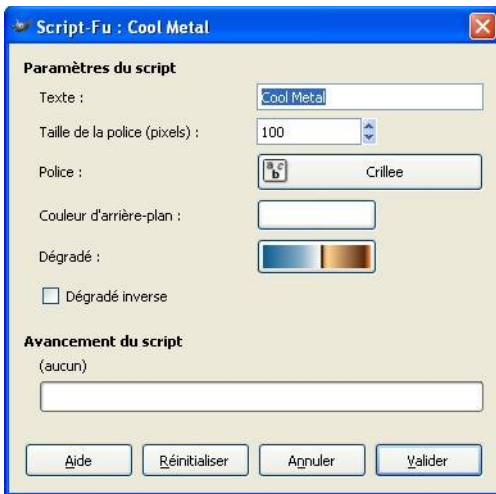 Script-Fu : Cool Metal
Paramètres du script
Texte : Cool Metal
Taille de la police (pixels) : 100
Police : abc Crillee
Couleur d'arrière-plan :
Dégradé :
Dégradé inverse
Avancement du script
(aucun)
Aide Réinitialiser Annuler Valider